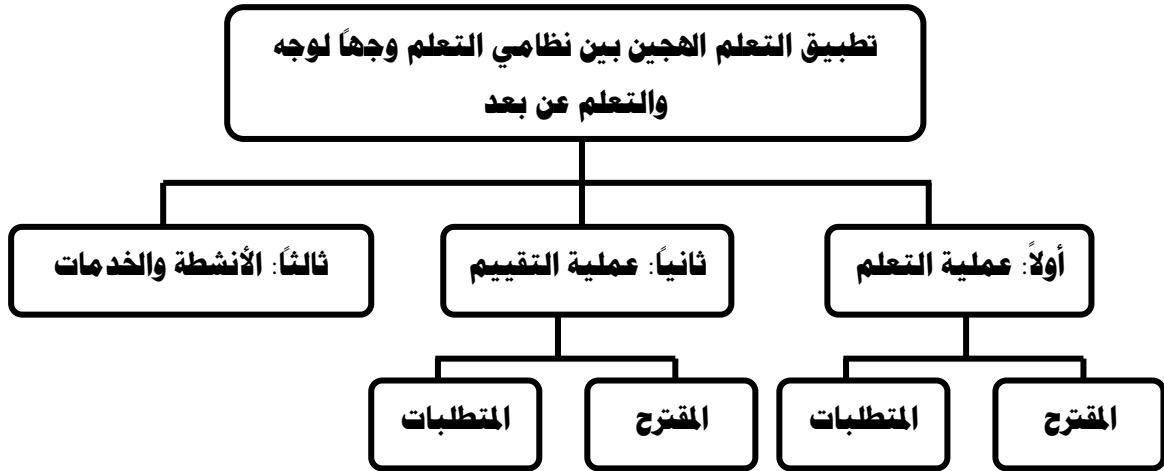 تطبيق التعلم الهجين بين نظامي التعلم وجهاً لوجه
والتعلم عن بعد
أولاً: عملية التعلم
ثانياً: عملية التقييم
ثالثاً: الأنشطة والخدمات
المقترح
المتطلبات
المقترح
المتطلبات